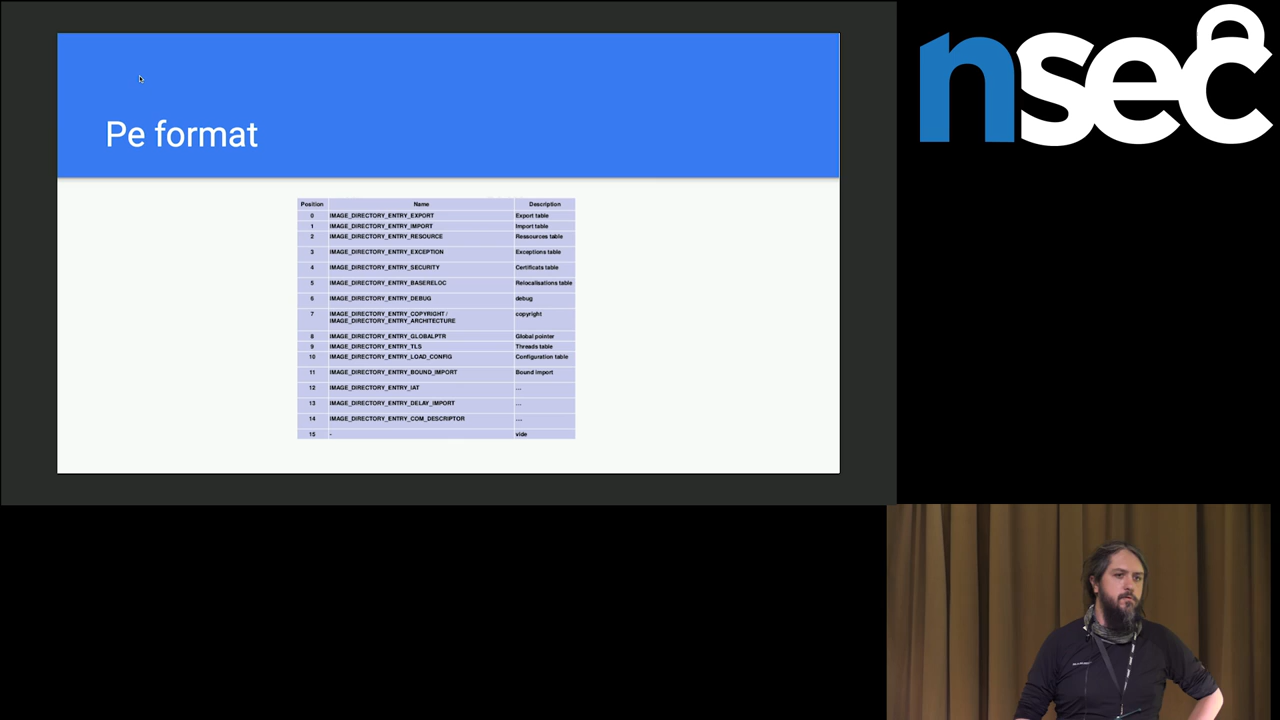 nsec
Pe format
Position Name Description
0 IMAGE_DIRECTORY_ENTRY_EXPORT Export table
1 IMAGE_DIRECTORY_ENTRY_IMPORT Import table
2 IMAGE_DIRECTORY_ENTRY_RESOURCE Ressources table
3 IMAGE_DIRECTORY_ENTRY_EXCEPTION Exceptions table
4 IMAGE_DIRECTORY_ENTRY_SECURITY Certificats table
5 IMAGE_DIRECTORY_ENTRY_BASERELOC Relocalisations table
6 IMAGE_DIRECTORY_ENTRY_DEBUG debug
7 IMAGE_DIRECTORY_ENTRY_COPYRIGHT / copyright
IMAGE_DIRECTORY_ENTRY_ARCHITECTURE
8 IMAGE_DIRECTORY_ENTRY_GLOBALPTR Global pointer
9 IMAGE_DIRECTORY_ENTRY_TLS Threads table
10 IMAGE_DIRECTORY_ENTRY_LOAD_CONFIG Configuration table
11 IMAGE_DIRECTORY_ENTRY_BOUND_IMPORT Bound import
12 IMAGE_DIRECTORY_ENTRY_IAT ...
13 IMAGE_DIRECTORY_ENTRY_DELAY_IMPORT ...
14 IMAGE_DIRECTORY_ENTRY_COM_DESCRIPTOR ....
15 - vide